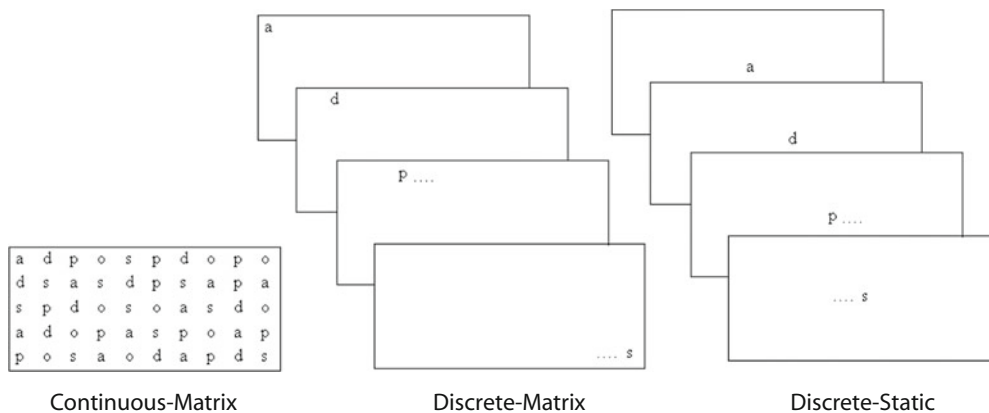 a
d
p ....
.... s
a
d
p ....
.... s
a d p o s p d o p o
d s a s d p s a p a
s p d o s o a s d o
a d o p a s p o a p
p o s a o d a p d s
Continuous-Matrix
Discrete-Matrix
Discrete-Static